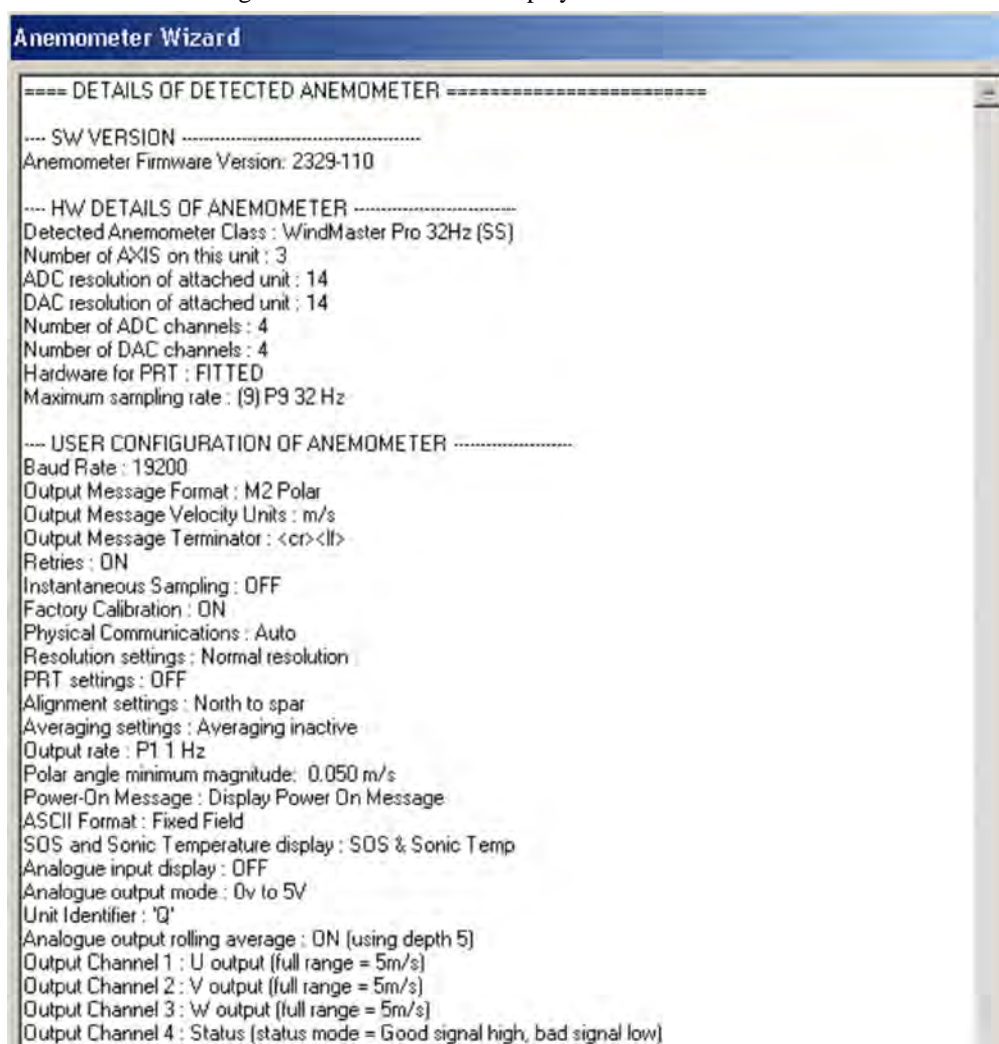 Anemometer Wizard
==== DETAILS OF DETECTED ANEMOMETER ========================
---- SW VERSION --------------------------------------------
Anemometer Firmware Version: 2329-110
---- HW DETAILS OF ANEMOMETER ------------------------------
Detected Anemometer Class : WindMaster Pro 32Hz (SS)
Number of AXIS on this unit : 3
ADC resolution of attached unit : 14
DAC resolution of attached unit : 14
Number of ADC channels : 4
Number of DAC channels : 4
Hardware for PRT : FITTED
Maximum sampling rate : (9) P9 32 Hz
---- USER CONFIGURATION OF ANEMOMETER ----------------------
Baud Rate : 19200
Output Message Format : M2 Polar
Output Message Velocity Units : m/s
Output Message Terminator : <cr><lf>
Retries : ON
Instantaneous Sampling : OFF
Factory Calibration : ON
Physical Communications : Auto
Resolution settings : Normal resolution
PRT settings : OFF
Alignment settings : North to spar
Averaging settings : Averaging inactive
Output rate : P1 1 Hz
Polar angle minimum magnitude: 0.050 m/s
Power-On Message : Display Power On Message
ASCII Format : Fixed Field
SOS and Sonic Temperature display : SOS & Sonic Temp
Analogue input display : OFF
Analogue output mode : 0v to 5V
Unit Identifier : 'Q'
Analogue output rolling average : ON (using depth 5)
Output Channel 1 : U output (full range = 5m/s)
Output Channel 2 : V output (full range = 5m/s)
Output Channel 3 : W output (full range = 5m/s)
Output Channel 4 : Status (status mode = Good signal high, bad signal low)